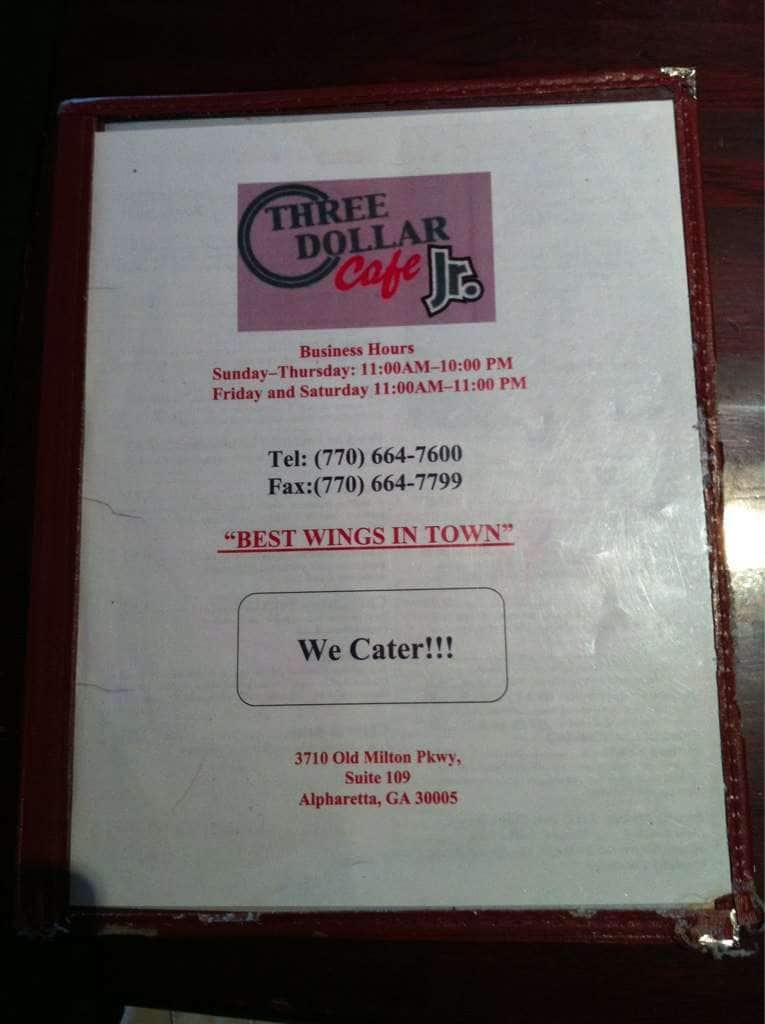 THREE
DOLLAR
Cafe Jr.
Business Hours
Sunday–Thursday: 11:00AM–10:00 PM
Friday and Saturday 11:00AM–11:00 PM
Tel: (770) 664-7600
Fax:(770) 664-7799
“BEST WINGS IN TOWN”
We Cater!!!
3710 Old Milton Pkwy,
Suite 109
Alpharetta, GA 30005